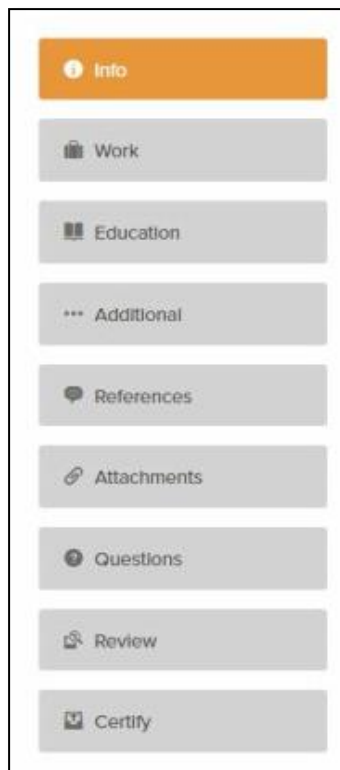 Info
Work
Education
Additional
References
Attachments
Questions
Review
Certify